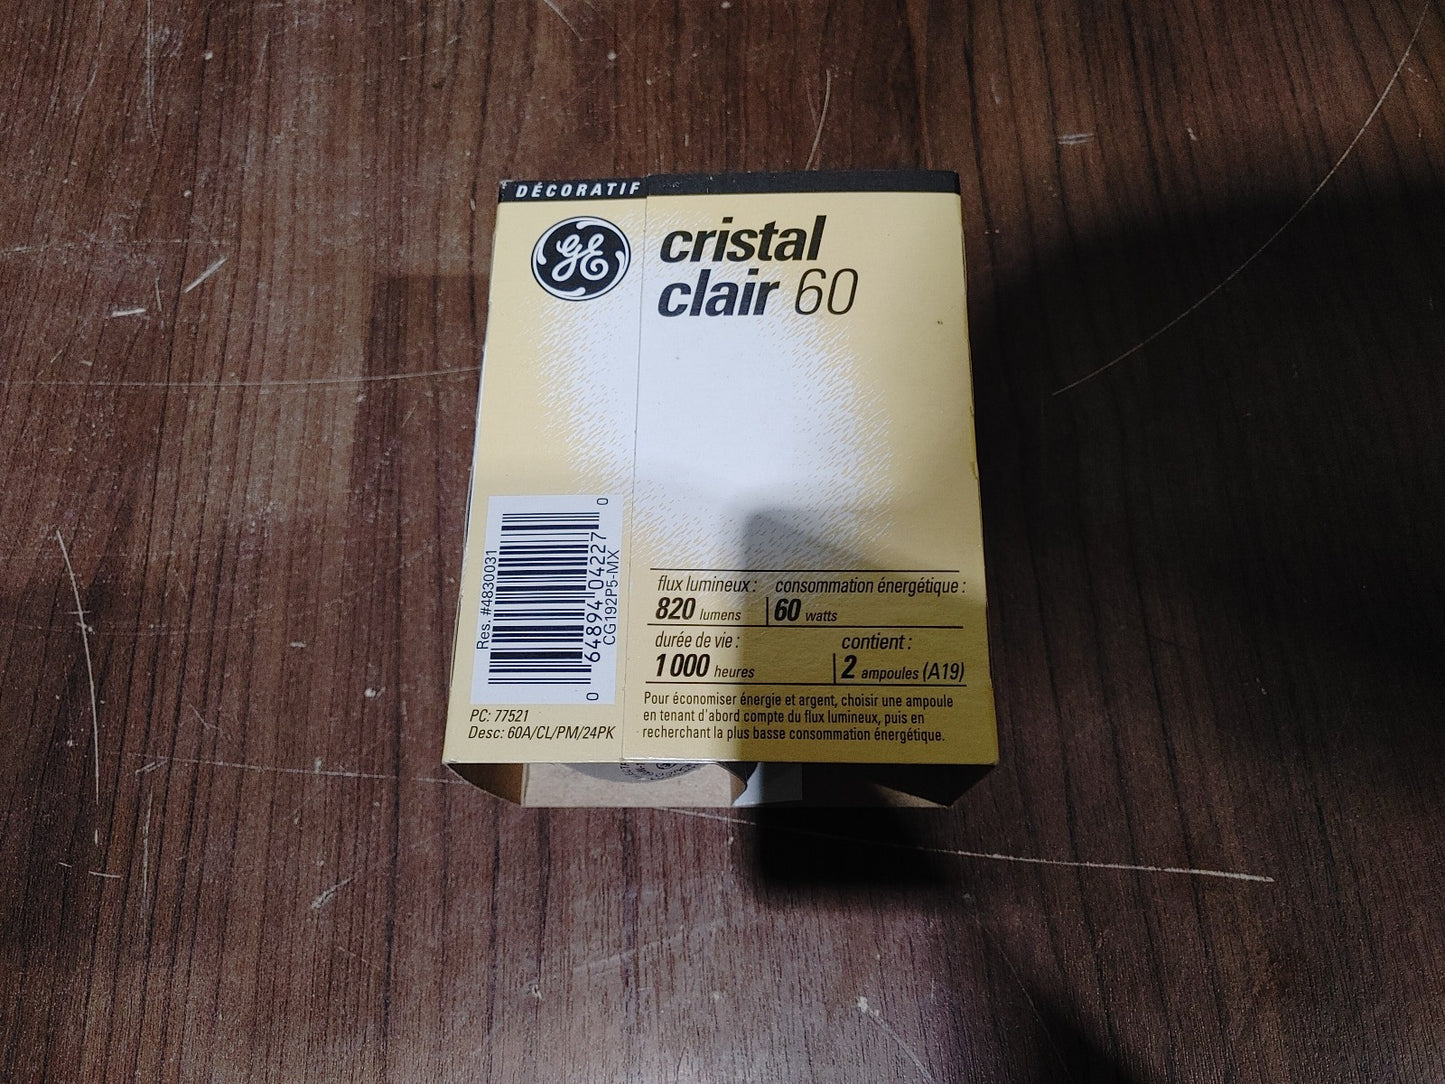 DÉCORATIF
GE
cristal
clair 60
Res. #4830031
0 64894 04227 0
CG192P5-MX
PC: 77521
Desc: 60A/CL/PM/24PK
flux lumineux : consommation énergétique :
820 lumens 60 watts
durée de vie : contient :
1 000 heures 2 ampoules (A19)
Pour économiser énergie et argent, choisir une ampoule
en tenant d'abord compte du flux lumineux, puis en
recherchant la plus basse consommation énergétique.